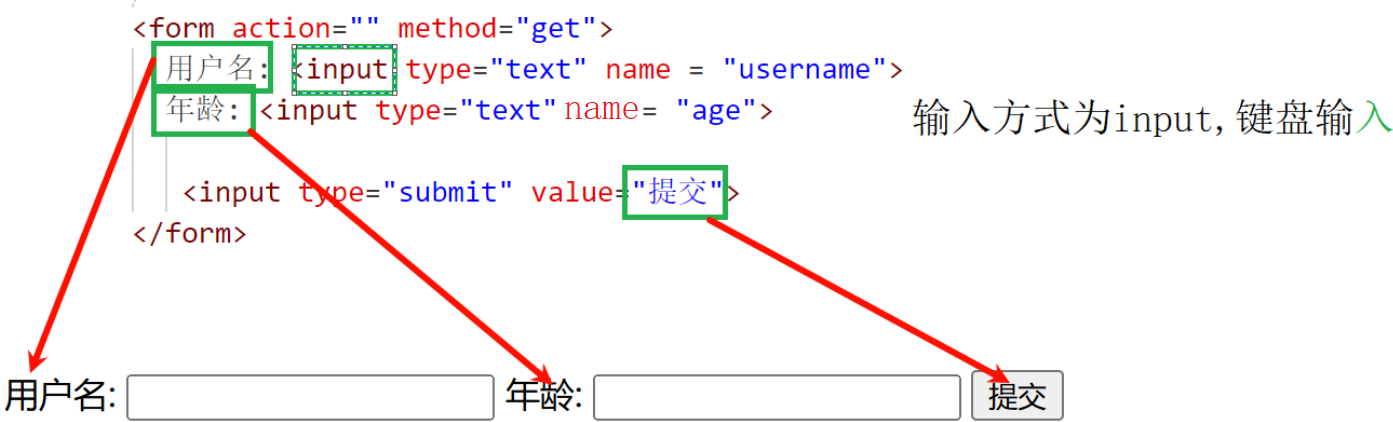 <form action="" method="get">
用户名: <input type="text" name = "username">
年龄: <input type="text" name= "age">
输入方式为input,键盘输入
<input type="submit" value="提交">
</form>
用户名: 年龄: 提交